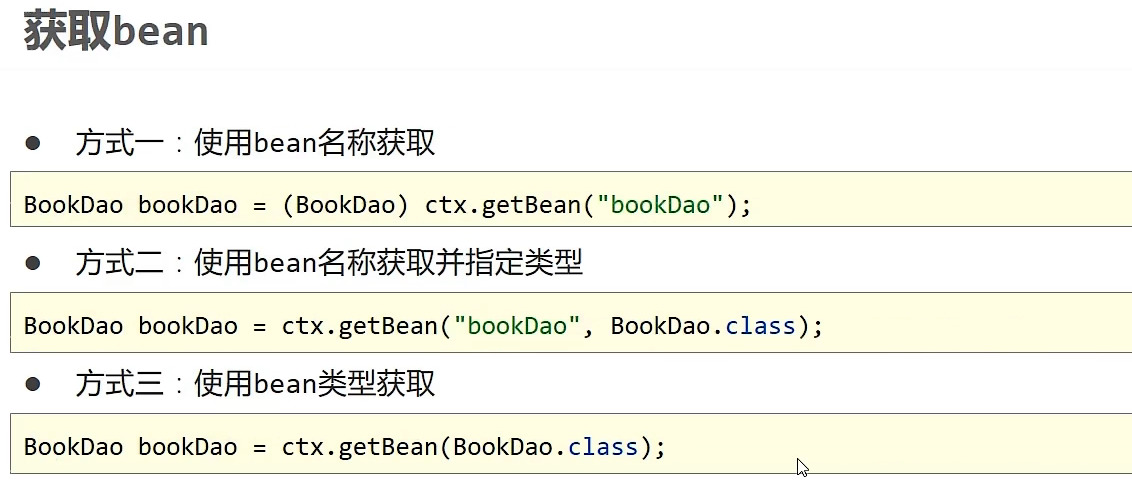 获取bean
● 方式一：使用bean名称获取
BookDao bookDao = (BookDao) ctx.getBean("bookDao");
● 方式二：使用bean名称获取并指定类型
BookDao bookDao = ctx.getBean("bookDao", BookDao.class);
● 方式三：使用bean类型获取
BookDao bookDao = ctx.getBean(BookDao.class);